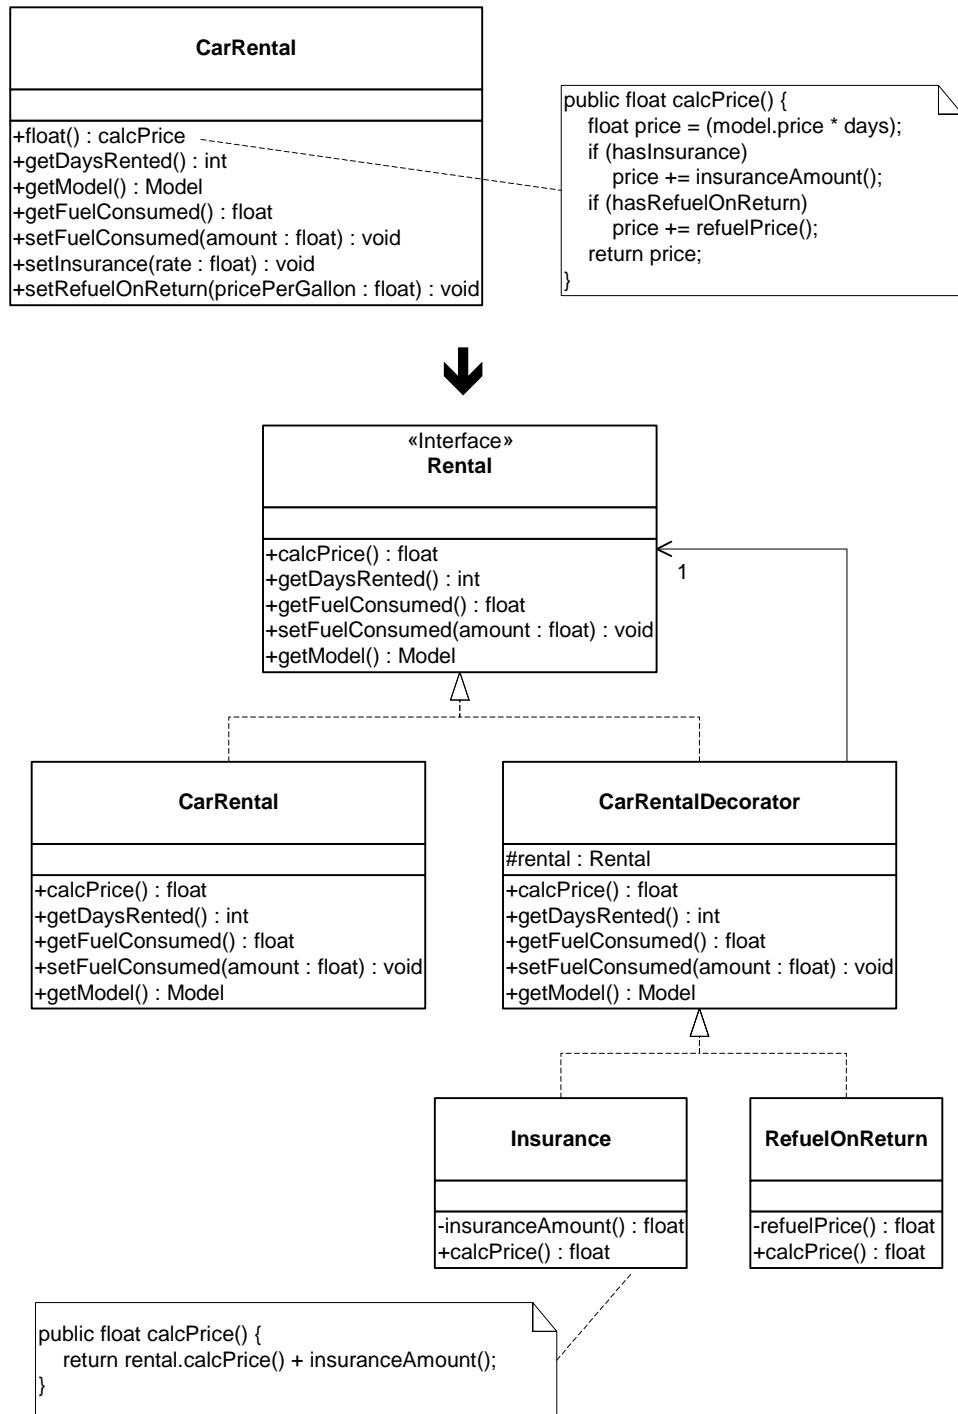 CarRental
+float() : calcPrice
+getDaysRented() : int
+getModel() : Model
+getFuelConsumed() : float
+setFuelConsumed(amount : float) : void
+setInsurance(rate : float) : void
+setRefuelOnReturn(pricePerGallon : float) : void
public float calcPrice() {
float price = (model.price * days);
if (hasInsurance)
price += insuranceAmount();
if (hasRefuelOnReturn)
price += refuelPrice();
return price;
}
«Interface»
Rental
+calcPrice() : float
+getDaysRented() : int
+getFuelConsumed() : float
+setFuelConsumed(amount : float) : void
+getModel() : Model
1
CarRental
+calcPrice() : float
+getDaysRented() : int
+getFuelConsumed() : float
+setFuelConsumed(amount : float) : void
+getModel() : Model
CarRentalDecorator
#rental : Rental
+calcPrice() : float
+getDaysRented() : int
+getFuelConsumed() : float
+setFuelConsumed(amount : float) : void
+getModel() : Model
Insurance
-insuranceAmount() : float
+calcPrice() : float
RefuelOnReturn
-refuelPrice() : float
+calcPrice() : float
public float calcPrice() {
return rental.calcPrice() + insuranceAmount();
}